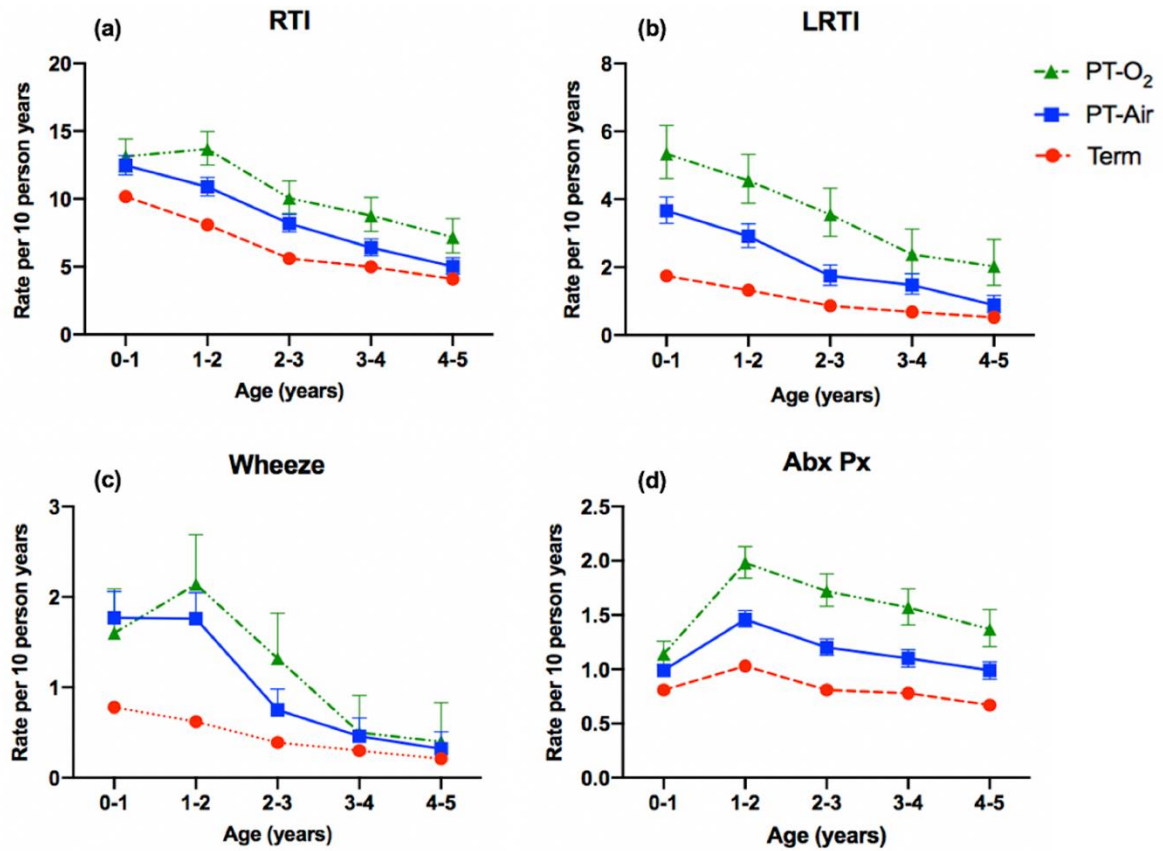 (a)
RTI
Rate per 10 person years
20
15
10
5
0
0-1 1-2 2-3 3-4 4-5
Age (years)
(b)
LRTI
Rate per 10 person years
8
6
4
2
0
0-1 1-2 2-3 3-4 4-5
Age (years)
PT-O₂
PT-Air
Term
(c)
Wheeze
Rate per 10 person years
3
2
1
0
0-1 1-2 2-3 3-4 4-5
Age (years)
(d)
Abx Px
Rate per 10 person years
2.5
2.0
1.5
1.0
0.5
0.0
0-1 1-2 2-3 3-4 4-5
Age (years)